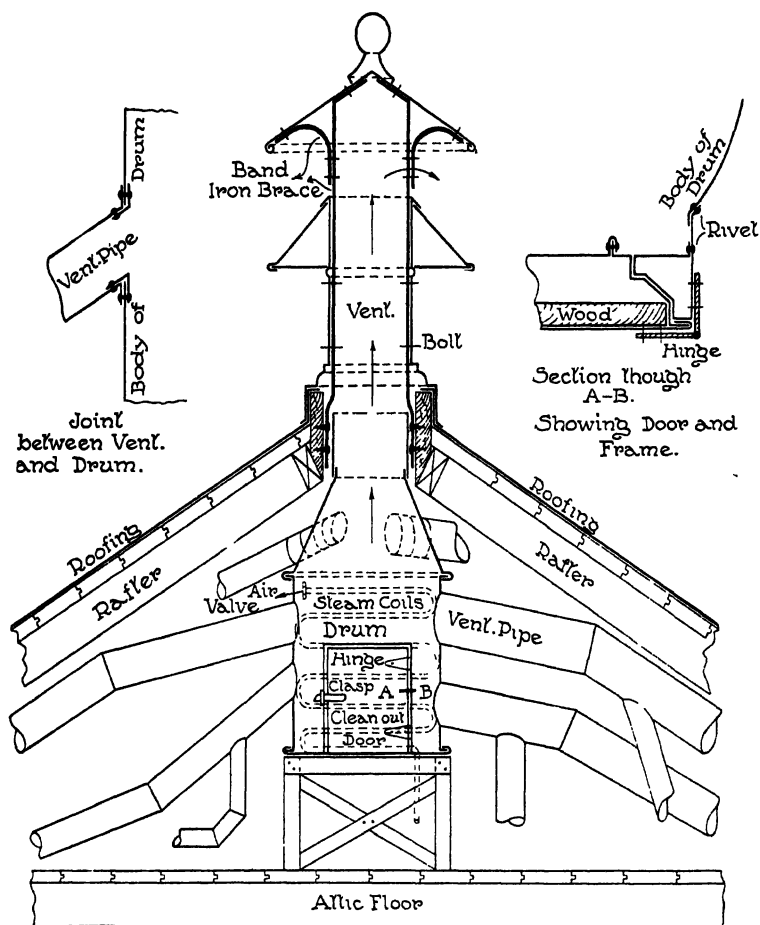 Drum
Vent. Pipe
Body of
Joint
between Vent.
and Drum.
Band
Iron Brace
Vent.
Bolt
Body of
Drum
Rivet
Wood
Hinge
Section though
A-B.
Showing Door and
Frame.
Roofing
Rafter
Roofing
Rafter
Air
Valve
Steam Coils
Drum
Vent. Pipe
Hinge
Clasp A B
Clean out
Door
Attic Floor